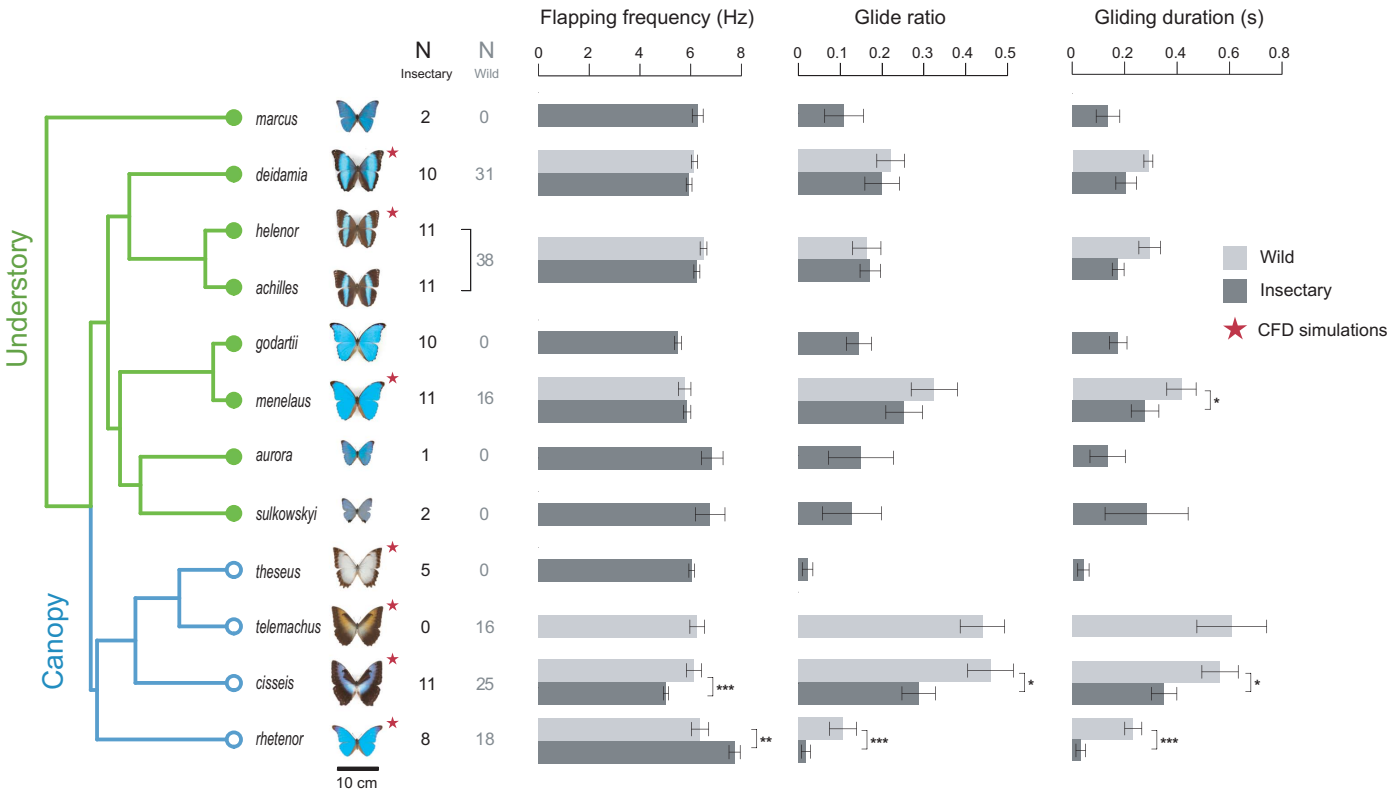 Flapping frequency (Hz) Glide ratio Gliding duration (s)
N N
Insectary Wild
0 2 4 6 8 0 0.1 0.2 0.3 0.4 0.5 0 0.2 0.4 0.6 0.8
Understory
Canopy
marcus 2 0
deidamia 10 31
helenor 11
38
achilles 11
godartii 10 0
menelaus 11 16 *
aurora 1 0
sulkowskyi 2 0
theseus 5 0
telemachus 0 16
cisseis 11 25 *** * *
rhetenor 8 18 ** *** ***
10 cm
Wild
Insectary
CFD simulations